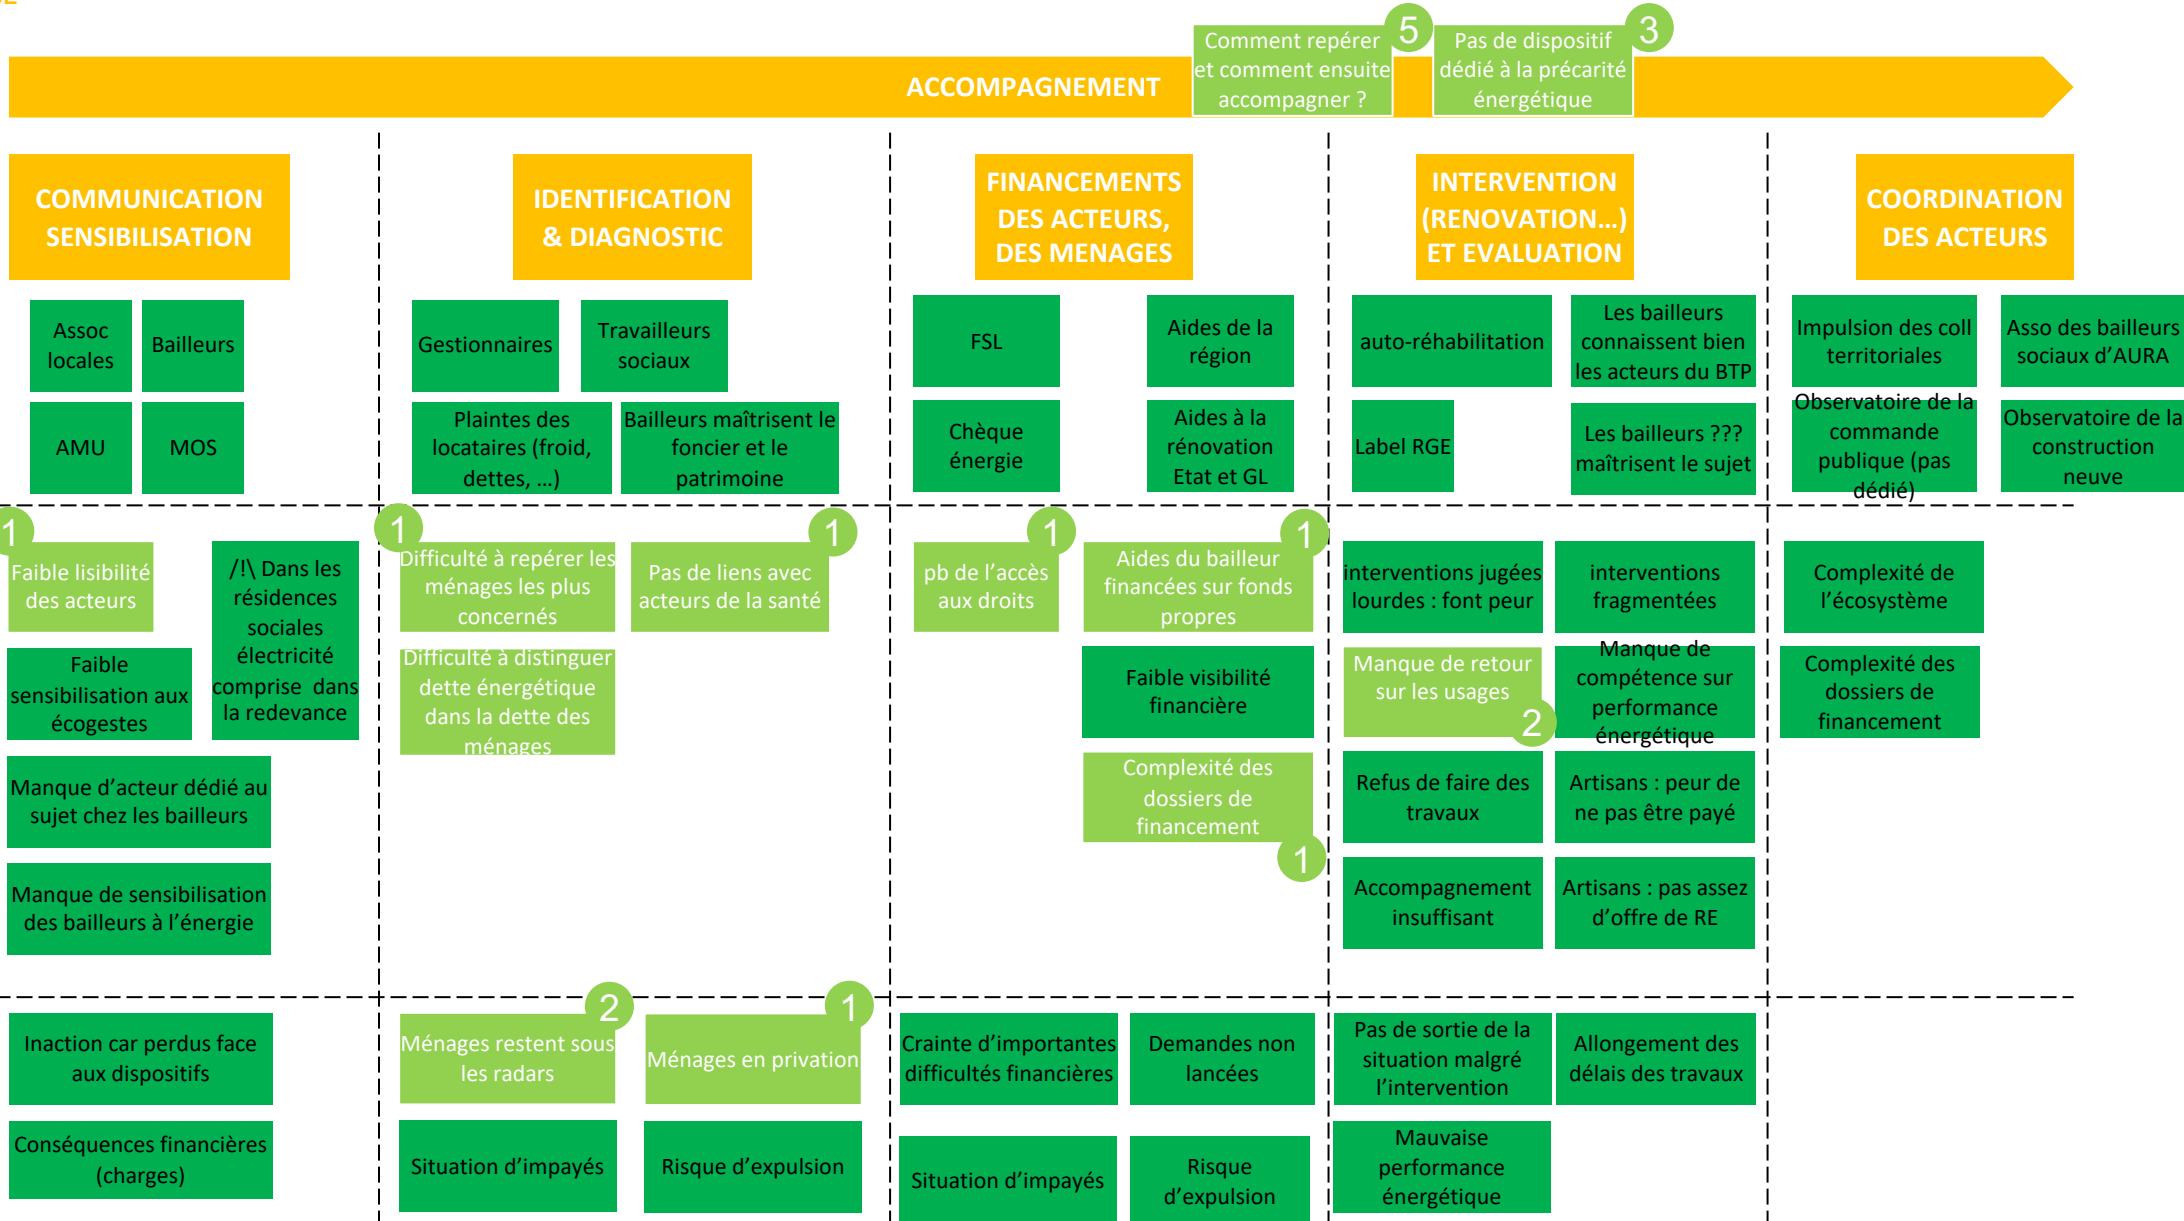 Comment repérer
et comment ensuite
accompagner ?
5
Pas de dispositif
dédié à la précarité
énergétique
3
ACCOMPAGNEMENT
COMMUNICATION
SENSIBILISATION
IDENTIFICATION
& DIAGNOSTIC
FINANCEMENTS
DES ACTEURS,
DES MENAGES
INTERVENTION
(RENOVATION...)
ET EVALUATION
COORDINATION
DES ACTEURS
Assoc
locales
Bailleurs
AMU
MOS
Gestionnaires
Travailleurs
sociaux
Plaintes des
locataires (froid,
dettes, ...)
Bailleurs maîtrisent le
foncier et le
patrimoine
FSL
Aides de la
région
Chèque
énergie
Aides à la
rénovation
Etat et GL
auto-réhabilitation
Les bailleurs
connaissent bien
les acteurs du BTP
Label RGE
Les bailleurs ???
maîtrisent le sujet
Impulsion des coll
territoriales
Asso des bailleurs
sociaux d'AURA
Observatoire de la
commande
publique (pas
dédié)
Observatoire de la
construction
neuve
1
Faible lisibilité
des acteurs
/!\ Dans les
résidences
sociales
électricité
comprise dans
la redevance
Faible
sensibilisation aux
écogestes
Manque d'acteur dédié au
sujet chez les bailleurs
Manque de sensibilisation
des bailleurs à l'énergie
1
Difficulté à repérer les
ménages les plus
concernés
1
Pas de liens avec
acteurs de la santé
Difficulté à distinguer
dette énergétique
dans la dette des
ménages
1
pb de l'accès
aux droits
1
Aides du bailleur
financées sur fonds
propres
Faible visibilité
financière
Complexité des
dossiers de
financement
1
interventions jugées
lourdes : font peur
interventions
fragmentées
Manque de retour
sur les usages
2
Manque de
compétence sur
performance
énergétique
Refus de faire des
travaux
Artisans : peur de
ne pas être payé
Accompagnement
insuffisant
Artisans : pas assez
d'offre de RE
Complexité de
l'écosystème
Complexité des
dossiers de
financement
Inaction car perdus face
aux dispositifs
Conséquences financières
(charges)
2
Ménages restent sous
les radars
1
Ménages en privation
Situation d'impayés
Risque d'expulsion
Crainte d'importantes
difficultés financières
Demandes non
lancées
Situation d'impayés
Risque
d'expulsion
Pas de sortie de la
situation malgré
l'intervention
Allongement des
délais des travaux
Mauvaise
performance
énergétique